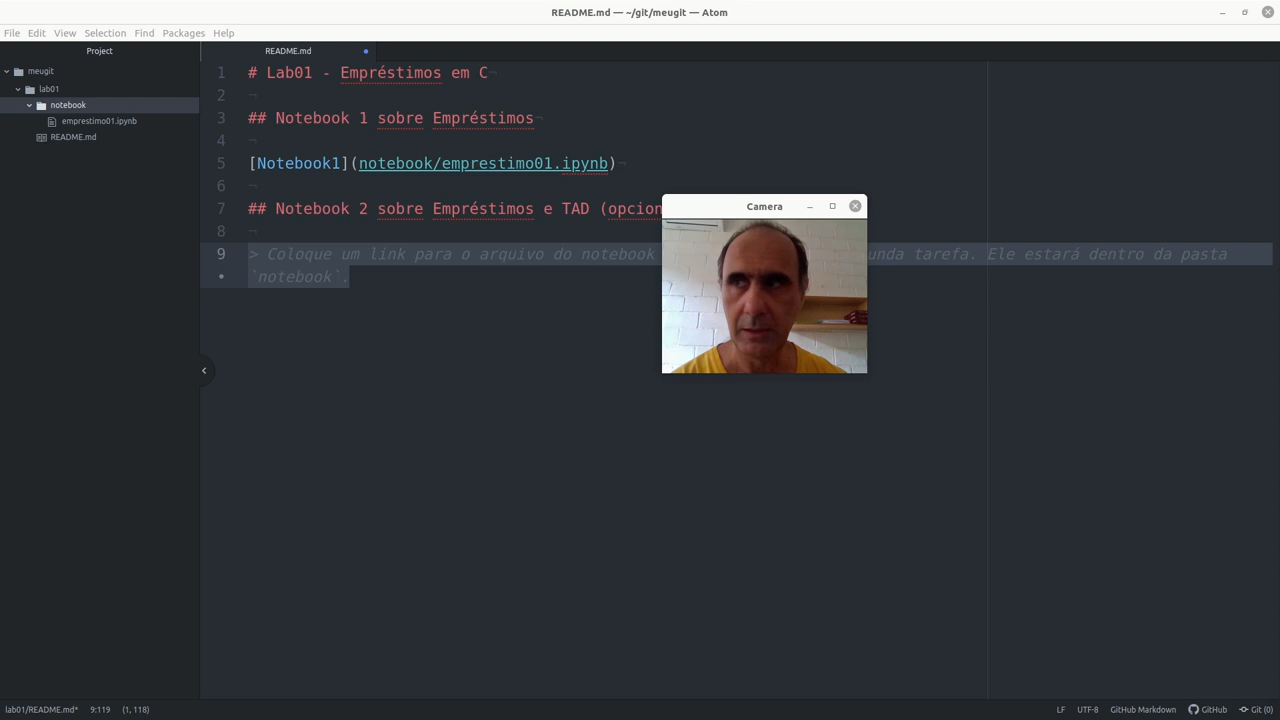 README.md — ~/git/meugit — Atom
File Edit View Selection Find Packages Help
Project
README.md
meugit
lab01
notebook
emprestimo01.ipynb
README.md
1 # Lab01 - Empréstimos em C
2
3 ## Notebook 1 sobre Empréstimos
4
5 [Notebook1](notebook/emprestimo01.ipynb)
6
7 ## Notebook 2 sobre Empréstimos e TAD (opcion
8
9 > Coloque um link para o arquivo do notebook unda tarefa. Ele estará dentro da pasta
`notebook`.
Camera
lab01/README.md* 9:119 (1, 118) LF UTF-8 GitHub Markdown GitHub Git (0)